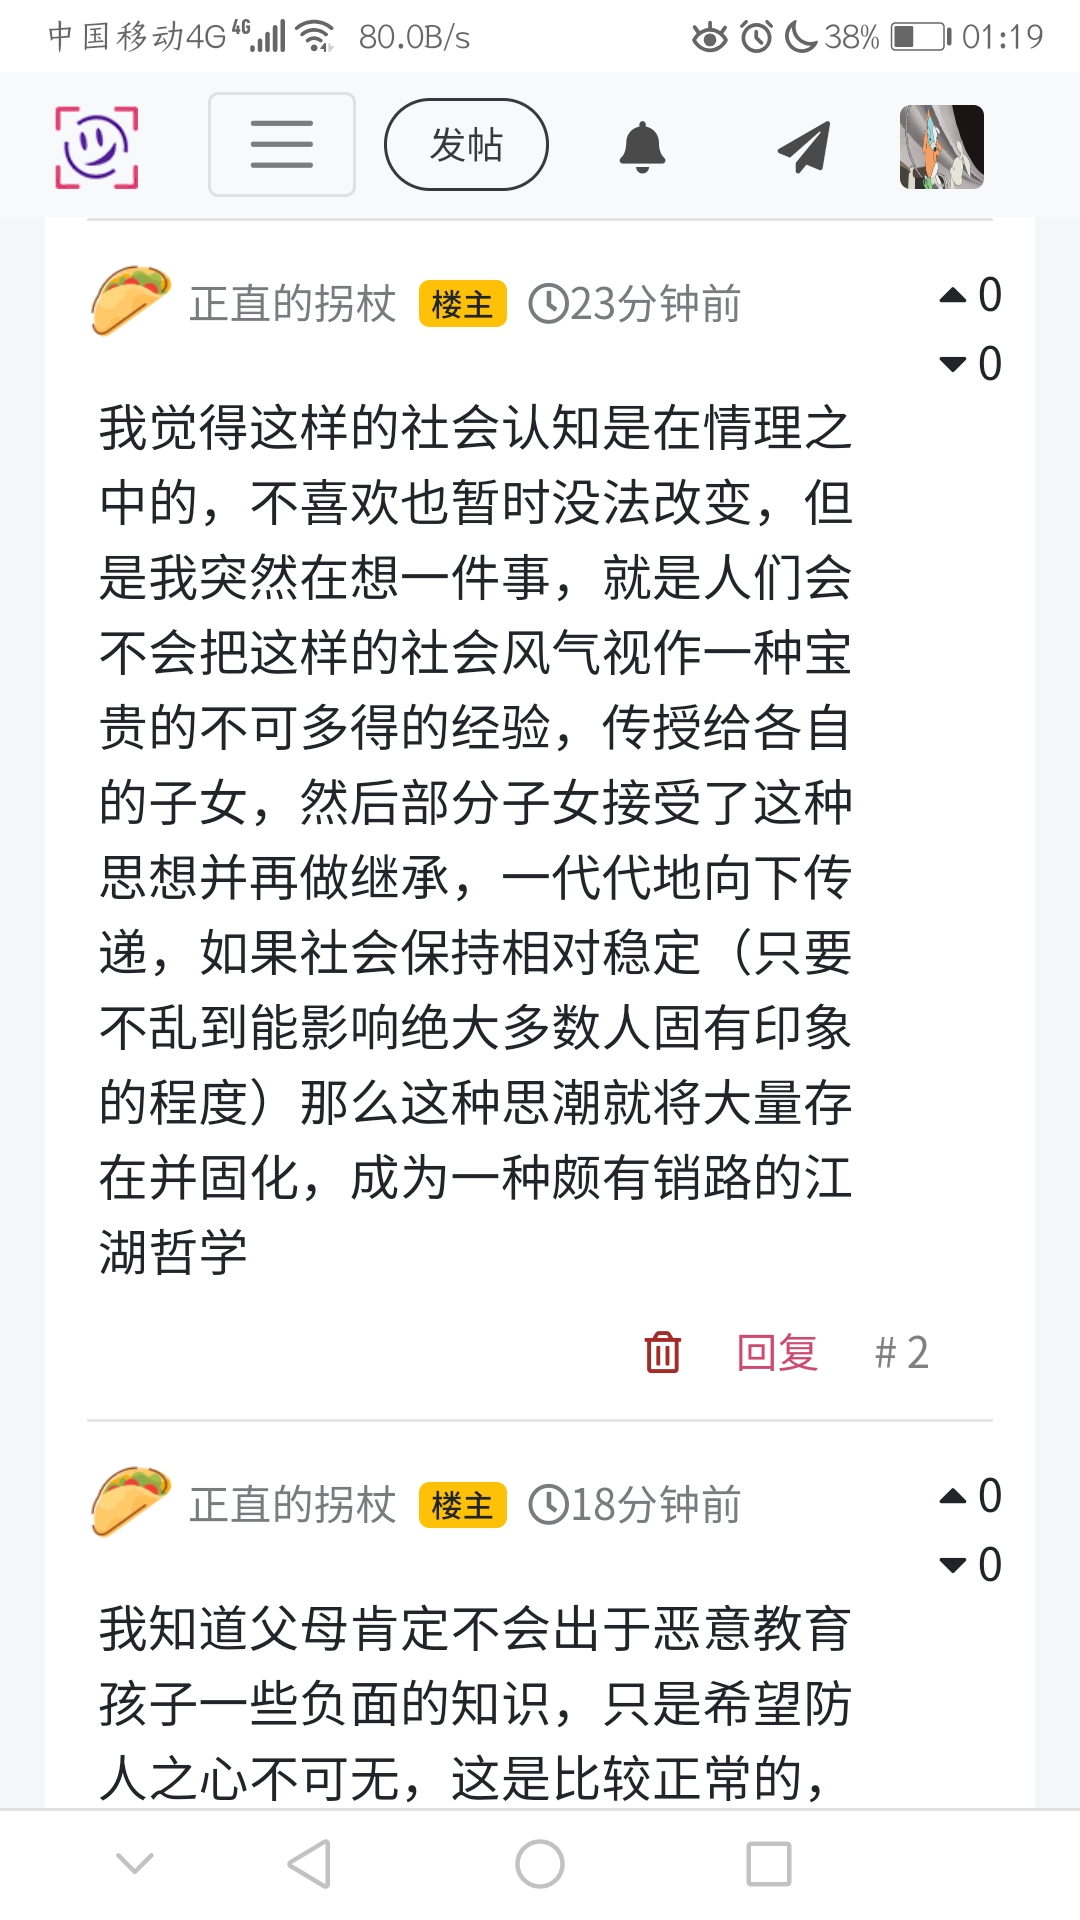 中国移动4G 4G 80.0B/s 38% 01:19
发帖
正直的拐杖 楼主 23分钟前 0
0
我觉得这样的社会认知是在情理之
中的，不喜欢也暂时没法改变，但
是我突然在想一件事，就是人们会
不会把这样的社会风气视作一种宝
贵的不可多得的经验，传授给各自
的子女，然后部分子女接受了这种
思想并再做继承，一代代地向下传
递，如果社会保持相对稳定（只要
不乱到能影响绝大多数人固有印象
的程度）那么这种思潮就将大量存
在并固化，成为一种颇有销路的江
湖哲学
回复 # 2
正直的拐杖 楼主 18分钟前 0
0
我知道父母肯定不会出于恶意教育
孩子一些负面的知识，只是希望防
人之心不可无，这是比较正常的，